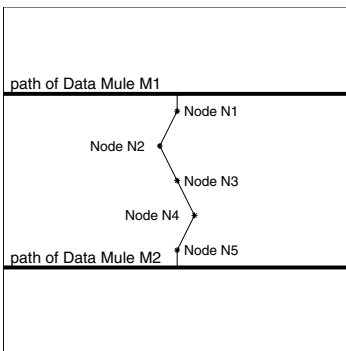 path of Data Mule M1
Node N1
Node N2
Node N3
Node N4
Node N5
path of Data Mule M2